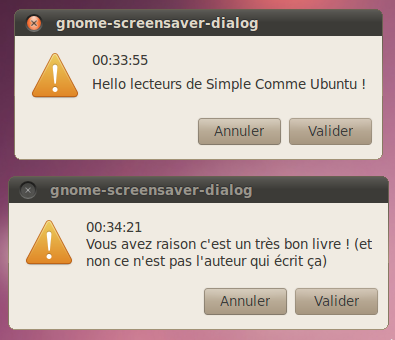 gnome-screensaver-dialog
00:33:55
Hello lecteurs de Simple Comme Ubuntu !
Annuler Valider
gnome-screensaver-dialog
00:34:21
Vous avez raison c'est un très bon livre ! (et
non ce n'est pas l'auteur qui écrit ça)
Annuler Valider